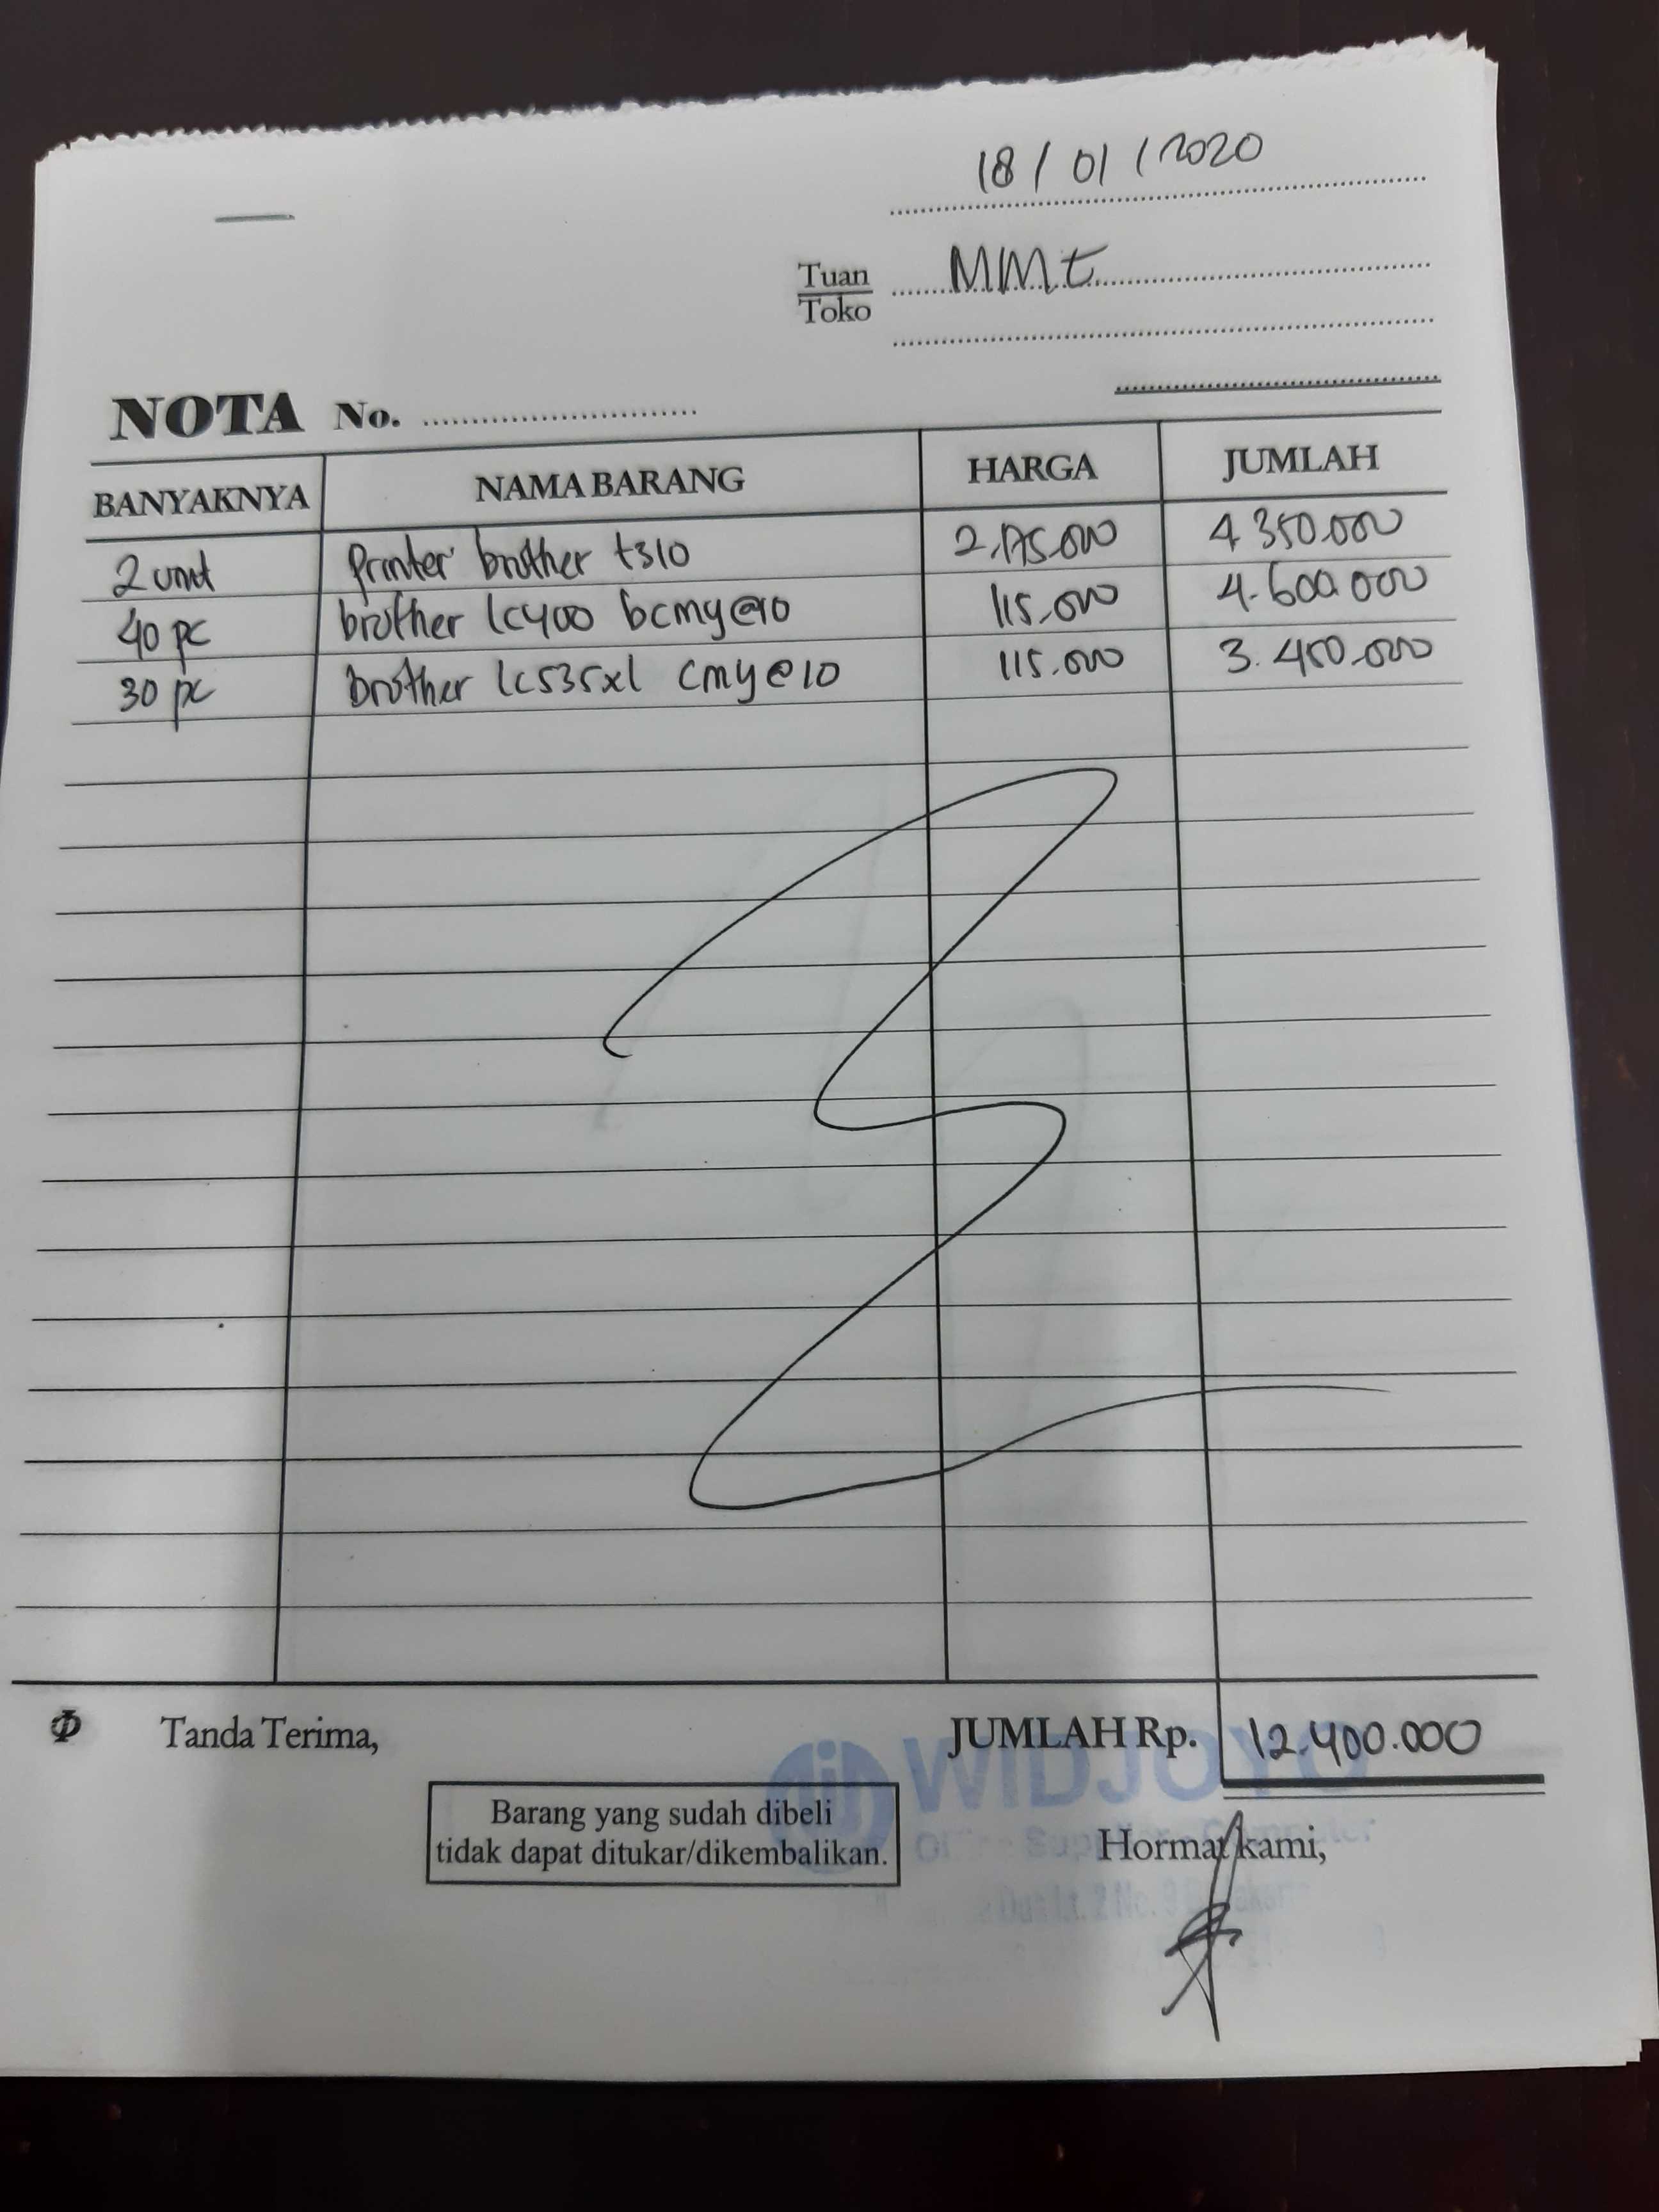 18/01/2020
Tuan MMt
Toko
NOTA No.
BANYAKNYA NAMA BARANG HARGA JUMLAH
2 unit Printer brother t310 2.175.000 4.350.000
40 pc brother lc400 bcmy@10 115.000 4.600.000
30 pc brother lc535xl cmy@10 115.000 3.450.000
Tanda Terima, JUMLAH Rp. 12.400.000
WIDJOYO
Barang yang sudah dibeli
tidak dapat ditukar/dikembalikan.
Hormat kami,